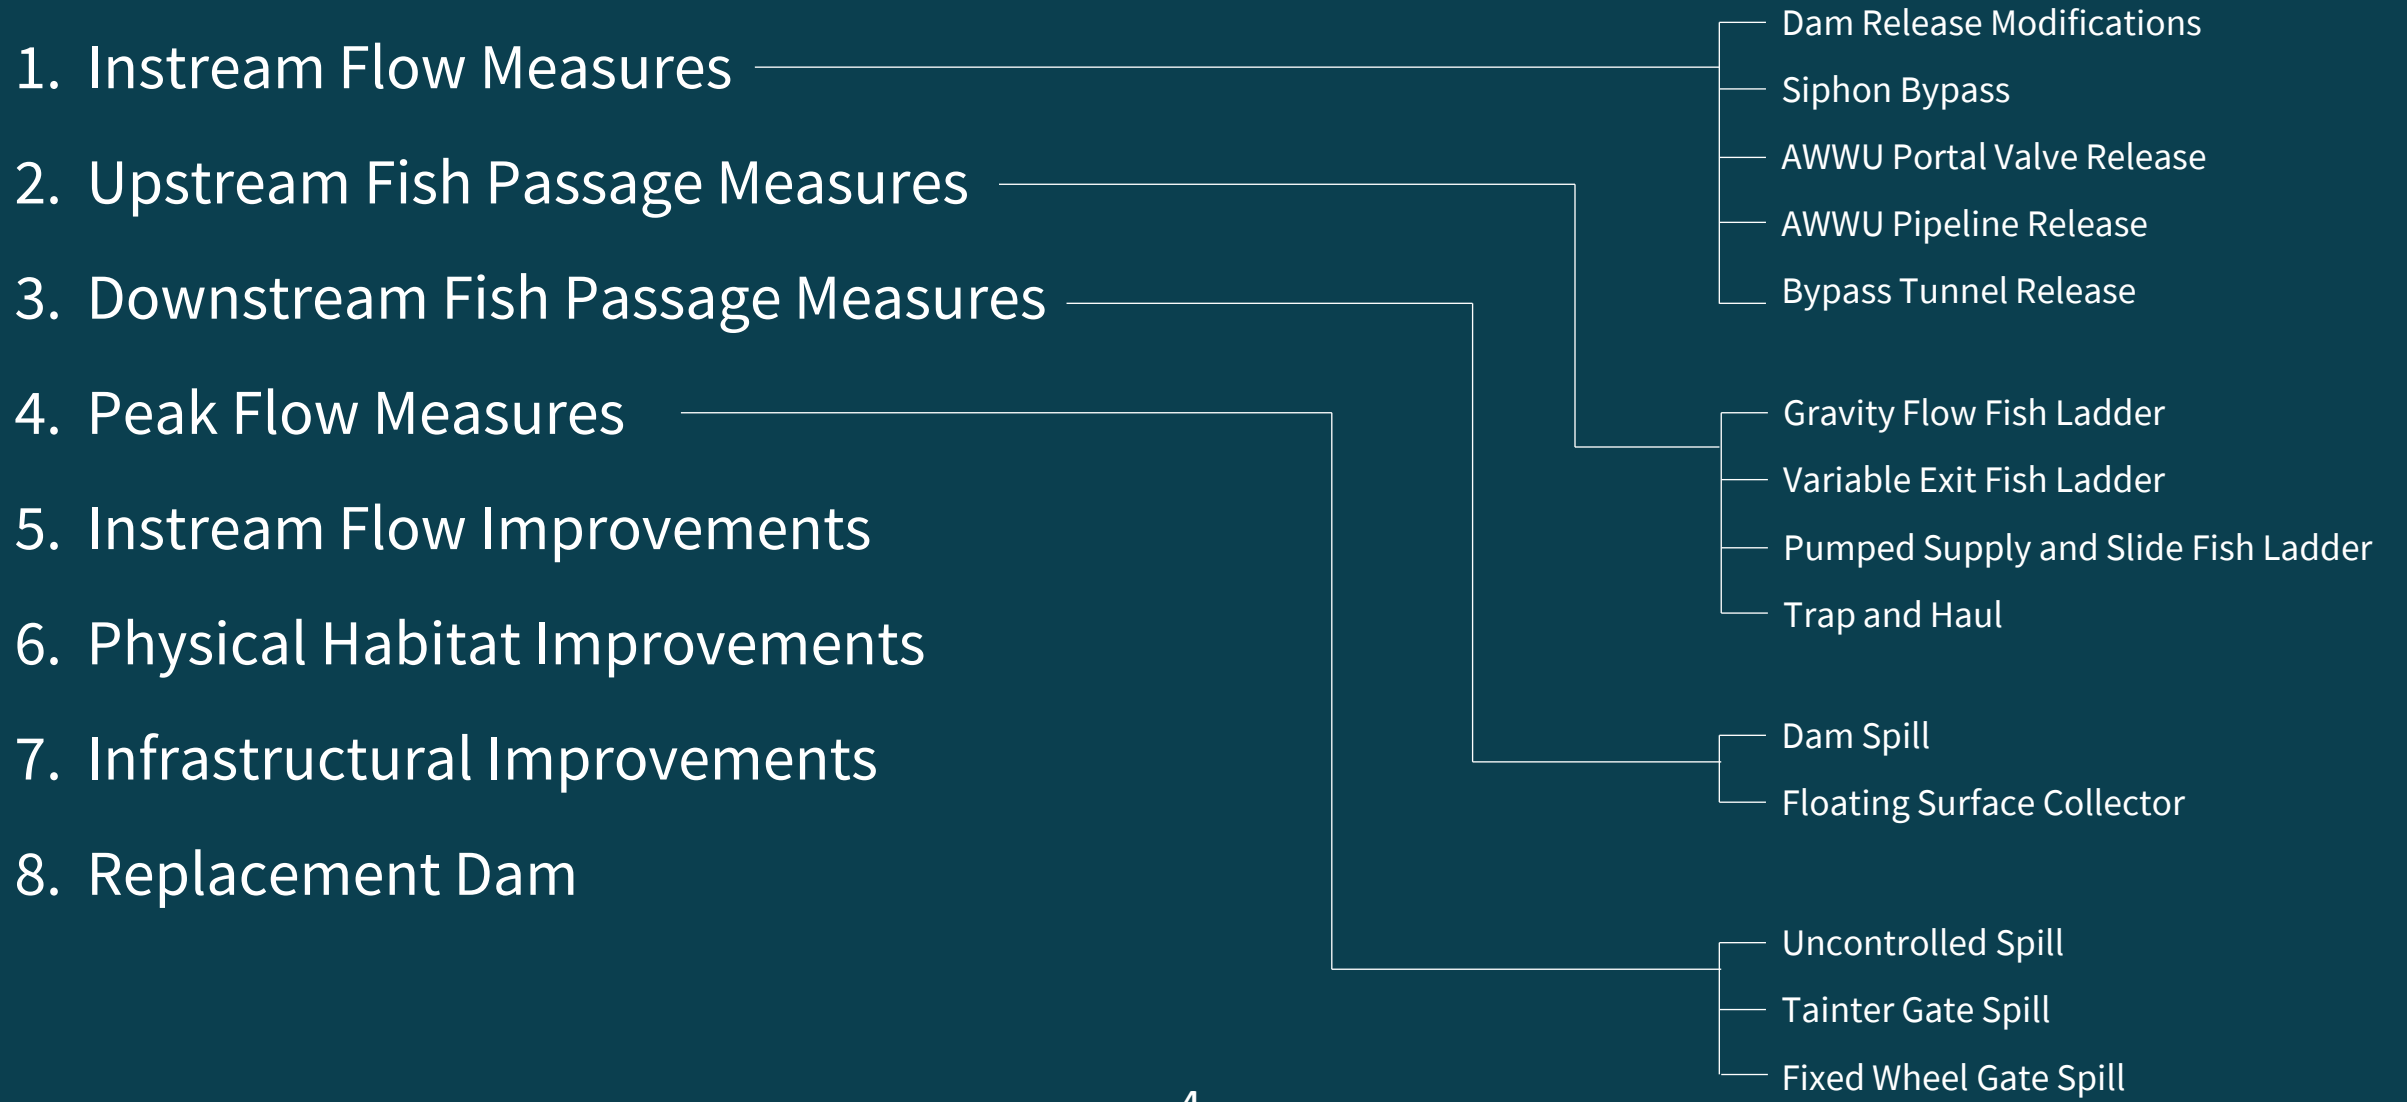 1. Instream Flow Measures
2. Upstream Fish Passage Measures
3. Downstream Fish Passage Measures
4. Peak Flow Measures
5. Instream Flow Improvements
6. Physical Habitat Improvements
7. Infrastructural Improvements
8. Replacement Dam
Dam Release Modifications
Siphon Bypass
AWWU Portal Valve Release
AWWU Pipeline Release
Bypass Tunnel Release
Gravity Flow Fish Ladder
Variable Exit Fish Ladder
Pumped Supply and Slide Fish Ladder
Trap and Haul
Dam Spill
Floating Surface Collector
Uncontrolled Spill
Tainter Gate Spill
Fixed Wheel Gate Spill
4